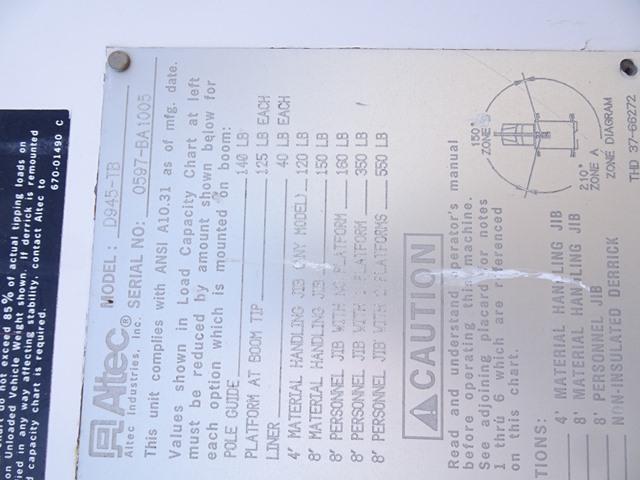 do not exceed 85% of actual tipping loads on
on Unloaded Vehicle Weight shown. If derrick is remounted
ied in any way affecting stability, contact Altec to
d capacity chart is required. 670-01490 C
Altec® MODEL: D945-TB
Altec Industries, Inc. SERIAL NO: 0597-BA1005
This unit complies with ANSI A10.31 as of mfg. date.
Values shown in Load Capacity Chart at left
must be reduced by amount shown below for
each option which is mounted on boom:
POLE GUIDE 140 LB
PLATFORM AT BOOM TIP 125 LB EACH
LINER 40 LB EACH
4' MATERIAL HANDLING JIB (ANY MODEL) 120 LB
8' MATERIAL HANDLING JIB 150 LB
8' PERSONNEL JIB WITH NO PLATFORM 160 LB
8' PERSONNEL JIB WITH PLATFORM 350 LB
8' PERSONNEL JIB WITH 2 PLATFORMS 550 LB
CAUTION
Read and understand operator's manual
before operating this machine.
See adjoining placard for notes
1 thru 6 which are referenced
on this chart.
150°
ZONE B
210°
ZONE A
ZONE DIAGRAM
THD 37-66272
TIONS:
4' MATERIAL HANDLING JIB
8' MATERIAL HANDLING JIB
8' PERSONNEL JIB
NON-INSULATED DERRICK